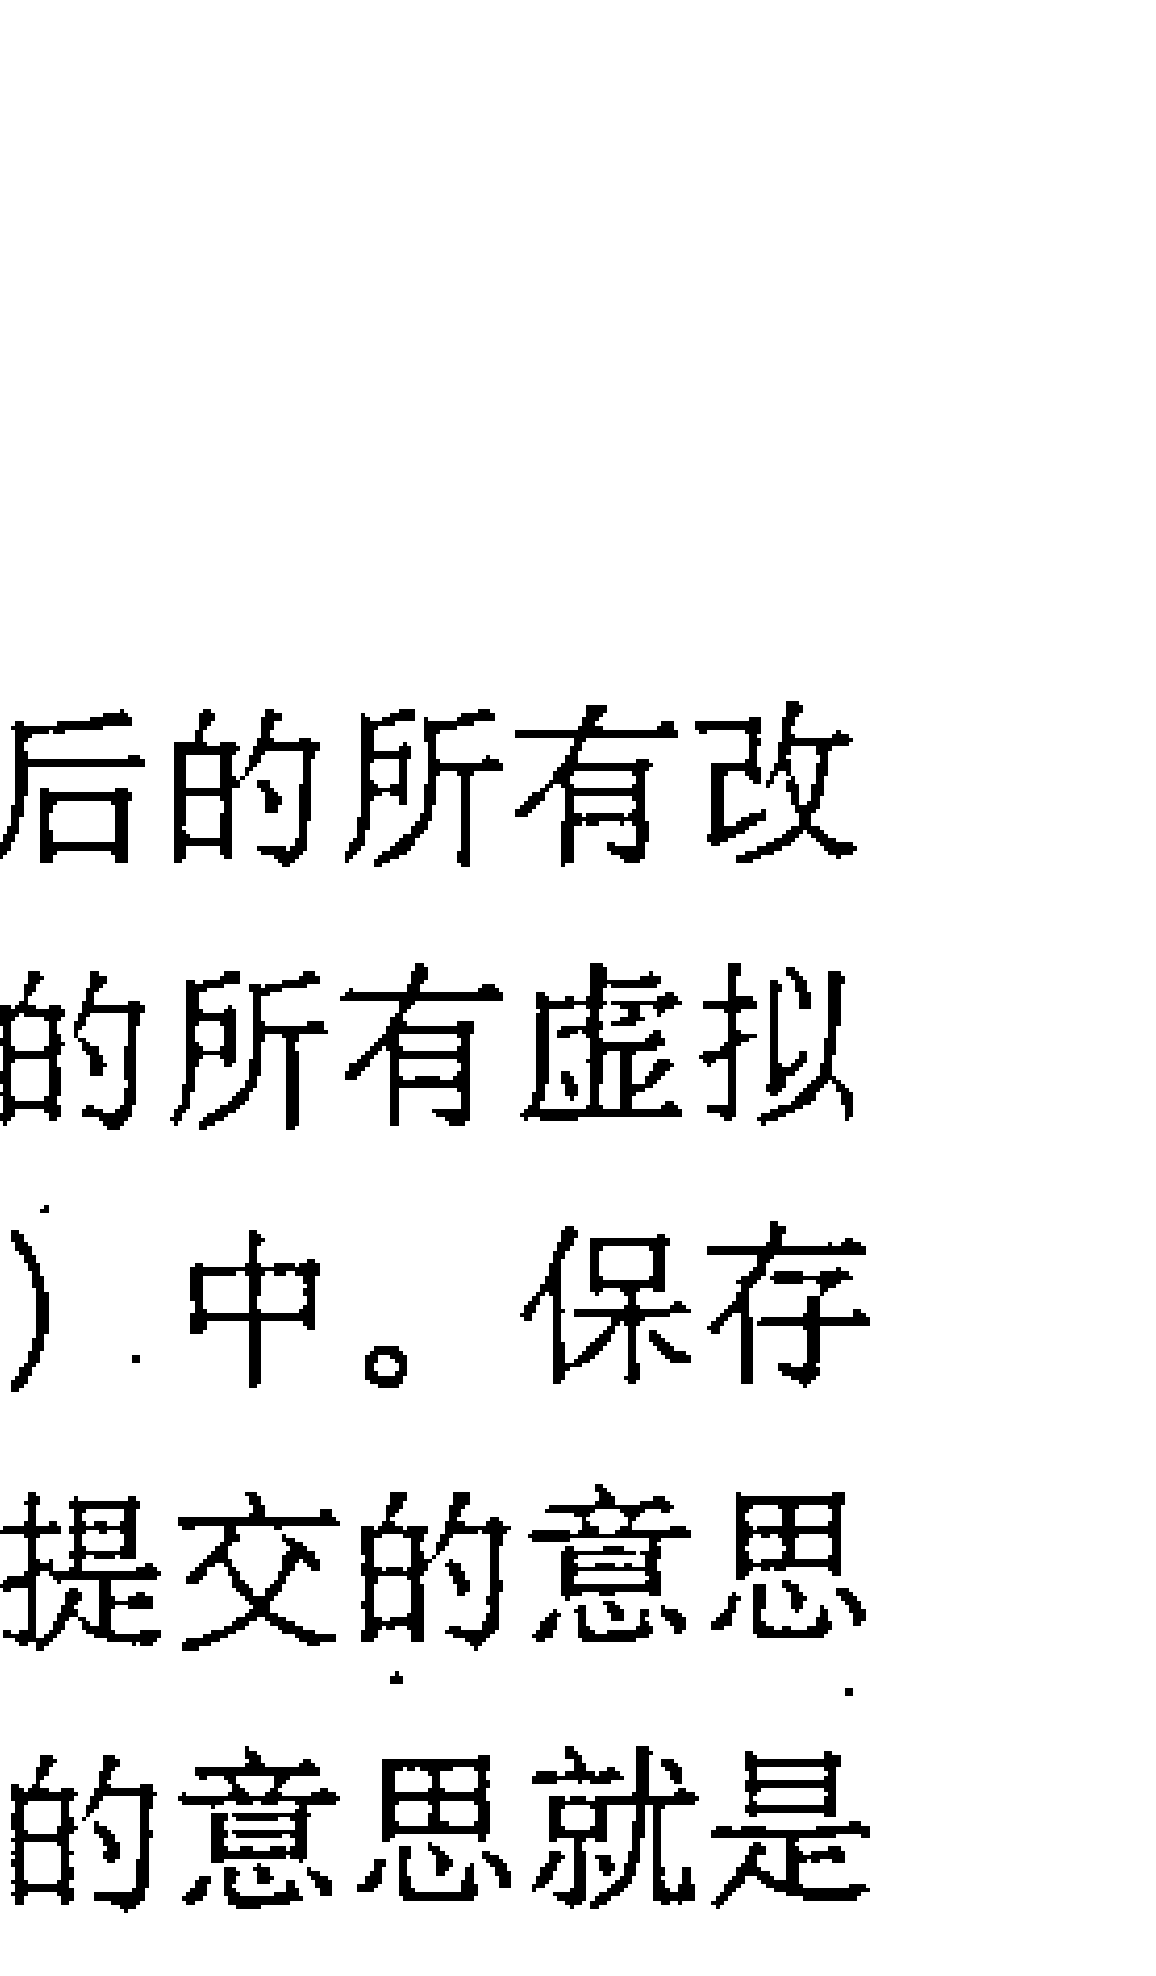 后的所有改
的所有虚拟
）中。保存
提交的意思
的意思就是